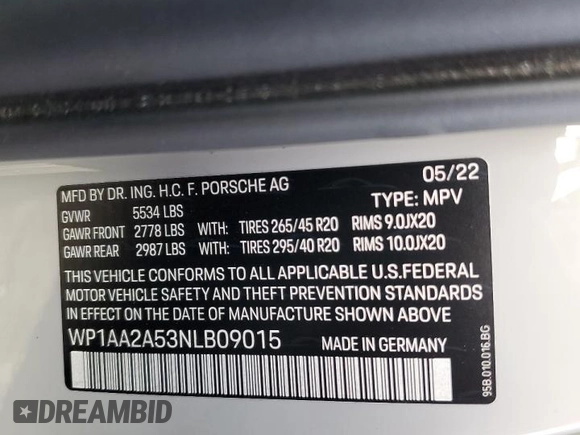 MFD BY DR. ING. H.C. F. PORSCHE AG 05/22
TYPE: MPV
GVWR 5534 LBS
GAWR FRONT 2778 LBS WITH: TIRES 265/45 R20 RIMS 9.0JX20
GAWR REAR 2987 LBS WITH: TIRES 295/40 R20 RIMS 10.0JX20
THIS VEHICLE CONFORMS TO ALL APPLICABLE U.S.FEDERAL
MOTOR VEHICLE SAFETY AND THEFT PREVENTION STANDARDS
IN EFFECT ON THE DATE OF MANUFACTURE SHOWN ABOVE.
WP1AA2A53NLB09015 MADE IN GERMANY
95B.010.016.BG
DREAMBID